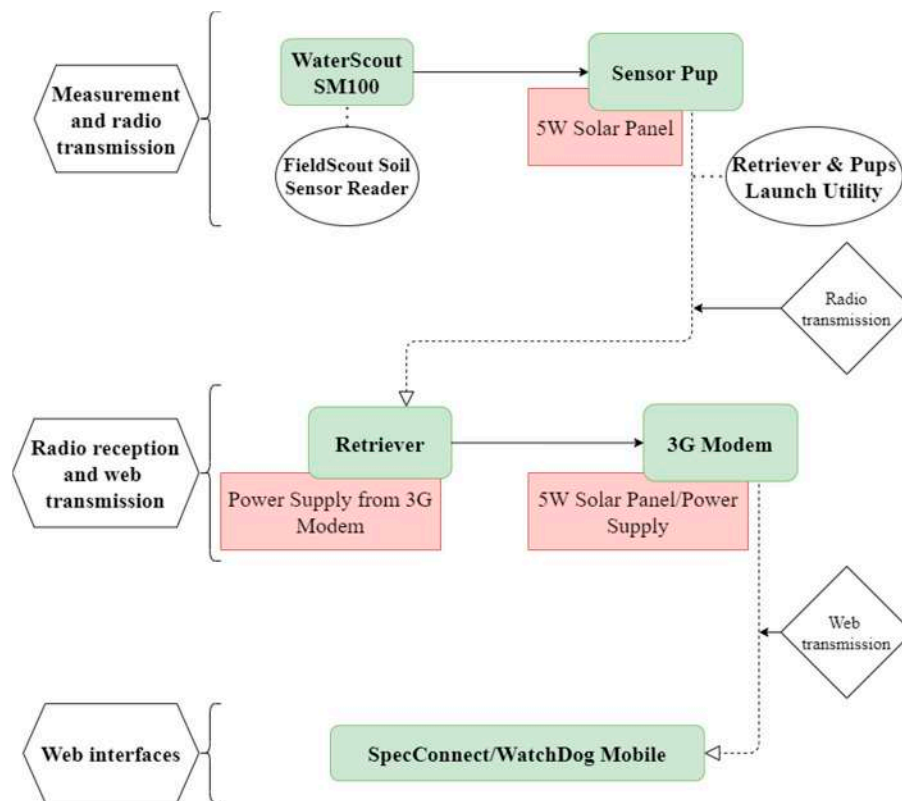 Measurement
and radio
transmission
WaterScout
SM100
Sensor Pup
5W Solar Panel
FieldScout Soil
Sensor Reader
Retriever & Pups
Launch Utility
Radio
transmission
Radio reception
and web
transmission
Retriever
3G Modem
Power Supply from 3G
Modem
5W Solar Panel/Power
Supply
Web
transmission
Web interfaces
SpecConnect/WatchDog Mobile